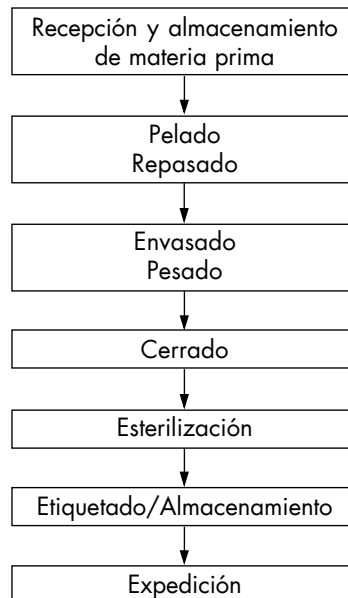 Recepción y almacenamiento
de materia prima
Pelado
Repasado
Envasado
Pesado
Cerrado
Esterilización
Etiquetado/Almacenamiento
Expedición